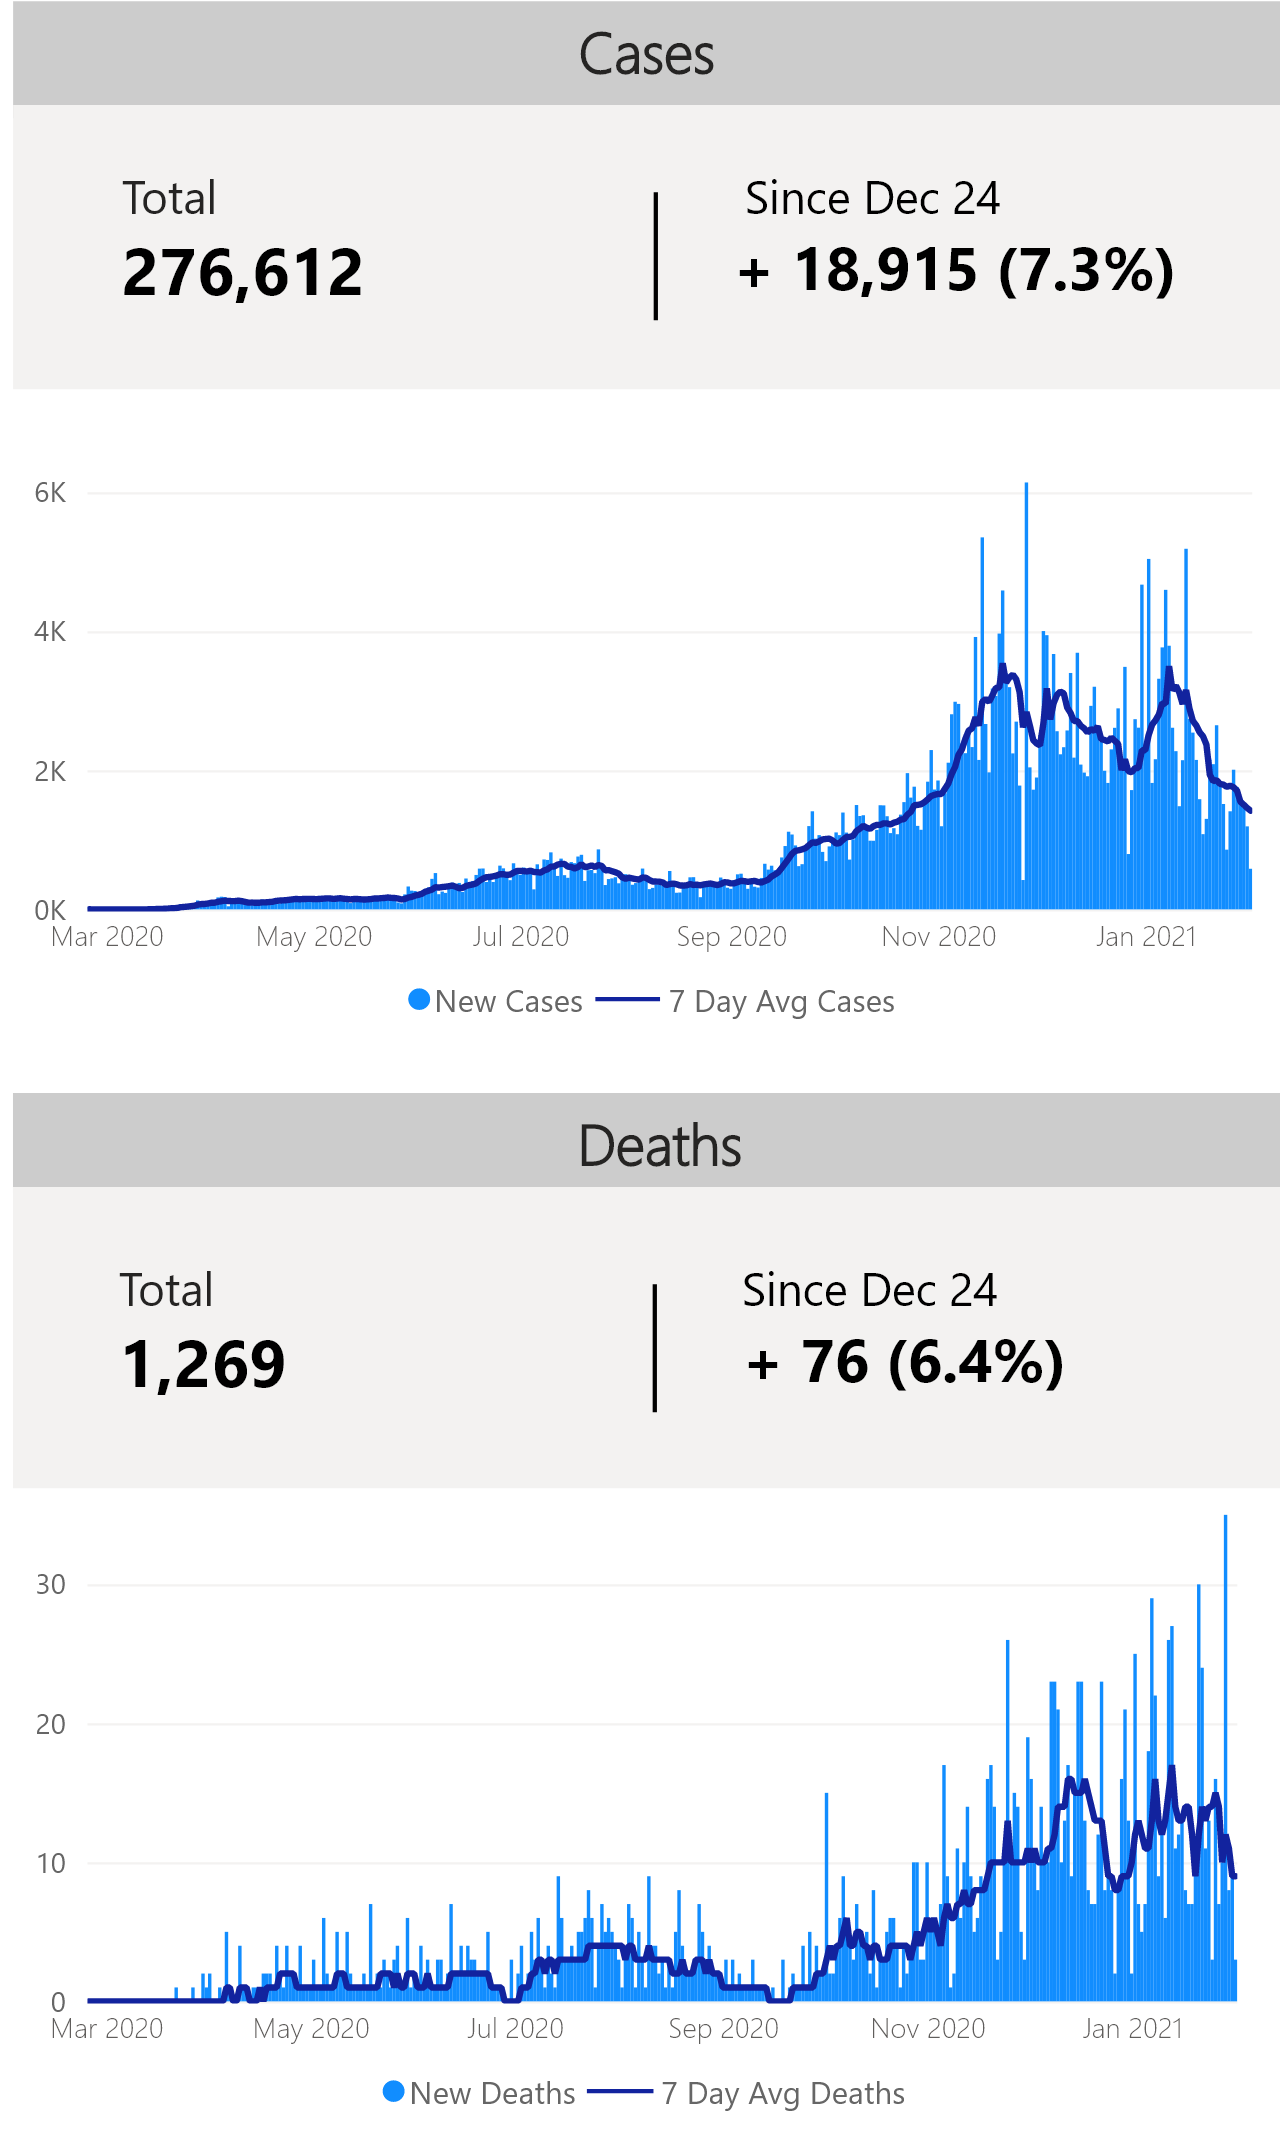 Cases
Total
Since Dec 24
276,612
+ 18,915 (7.3%)
6K
4K
2K
0K
Mar 2020 May 2020 Jul 2020 Sep 2020 Nov 2020 Jan 2021
New Cases 7 Day Avg Cases
Deaths
Total
Since Dec 24
1,269
+ 76 (6.4%)
30
20
10
0
Mar 2020 May 2020 Jul 2020 Sep 2020 Nov 2020 Jan 2021
New Deaths 7 Day Avg Deaths